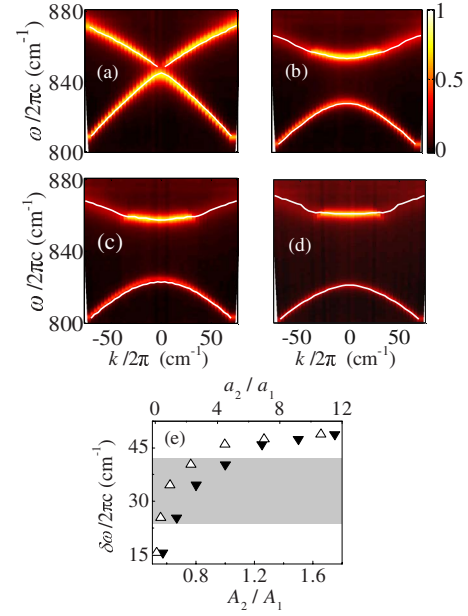 880
840
800
ω/2πc (cm⁻¹)
(a)
(b)
1
0.5
0
880
840
800
ω/2πc (cm⁻¹)
(c)
(d)
-50 0 50
-50 0 50
k/2π (cm⁻¹)
k/2π (cm⁻¹)
a₂ / a₁
0 4 8 12
(e)
45
30
15
δω/2πc (cm⁻¹)
0.8 1.2 1.6
A₂ / A₁